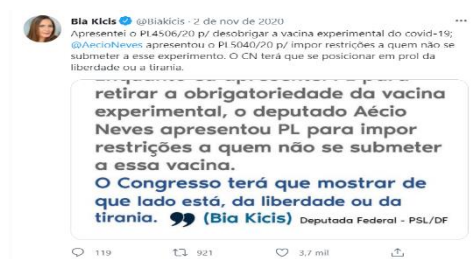 Bia Kicis @Biakicis · 2 de nov de 2020
Apresentei o PL4506/20 p/ desobrigar a vacina experimental do covid-19;
@AecioNeves apresentou o PL5040/20 p/ impor restrições a quem não se
submeter a esse experimento. O CN terá que se posicionar em prol da
liberdade ou a tirania.
retirar a obrigatoriedade da vacina
experimental, o deputado Aécio
Neves apresentou PL para impor
restrições a quem não se submeter
a essa vacina.
O Congresso terá que mostrar de
que lado está, da liberdade ou da
tirania. (Bia Kicis) Deputada Federal - PSL/DF
119 921 3,7 mil